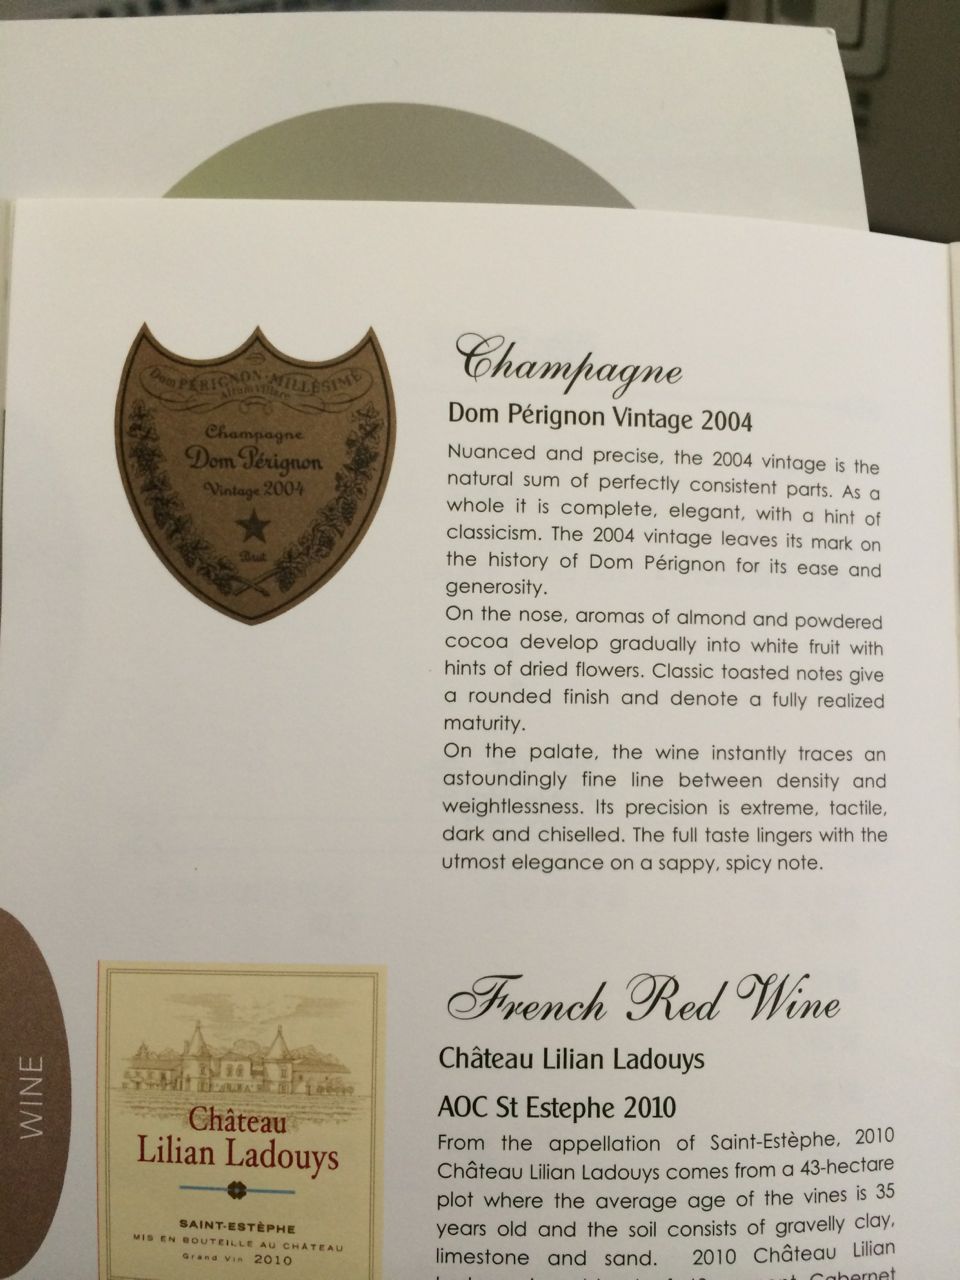 Dom PÉRIGNON·MILLÉSIME
Altumvillare
Champagne
Dom Pérignon
Vintage 2004
Brut
Champagne
Dom Pérignon Vintage 2004
Nuanced and precise, the 2004 vintage is the
natural sum of perfectly consistent parts. As a
whole it is complete, elegant, with a hint of
classicism. The 2004 vintage leaves its mark on
the history of Dom Pérignon for its ease and
generosity.
On the nose, aromas of almond and powdered
cocoa develop gradually into white fruit with
hints of dried flowers. Classic toasted notes give
a rounded finish and denote a fully realized
maturity.
On the palate, the wine instantly traces an
astoundingly fine line between density and
weightlessness. Its precision is extreme, tactile,
dark and chiselled. The full taste lingers with the
utmost elegance on a sappy, spicy note.
WINE
Château
Lilian Ladouys
SAINT-ESTÈPHE
MIS EN BOUTEILLE AU CHÂTEAU
Grand Vin 2010
French Red Wine
Château Lilian Ladouys
AOC St Estephe 2010
From the appellation of Saint-Estèphe, 2010
Château Lilian Ladouys comes from a 43-hectare
plot where the average age of the vines is 35
years old and the soil consists of gravelly clay,
limestone and sand. 2010 Château Lilian
Cabernet